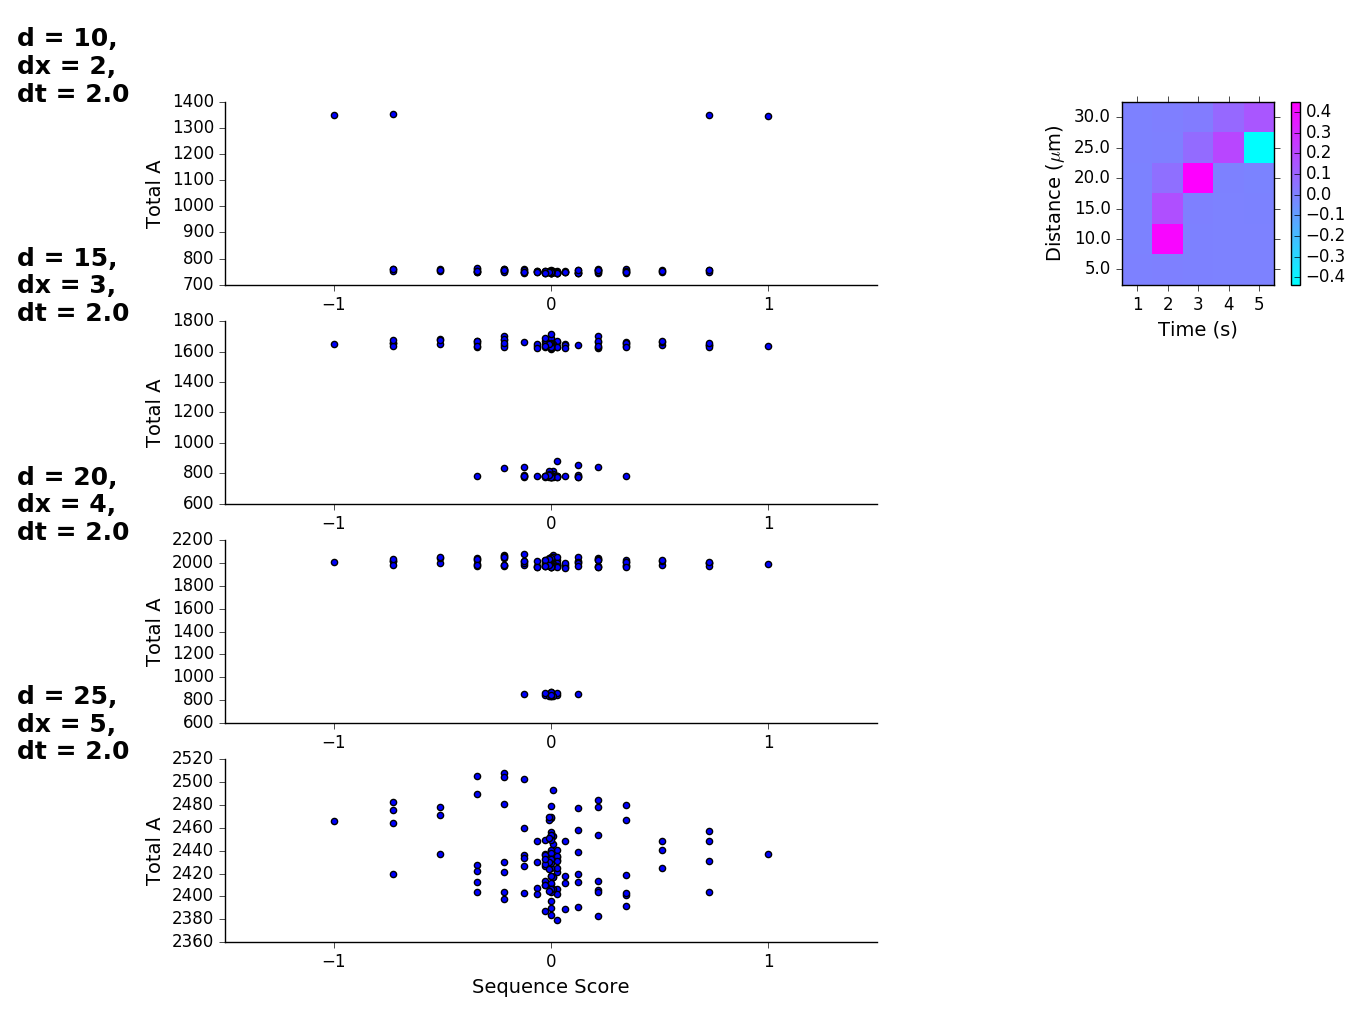 d = 10,
dx = 2,
dt = 2.0
1400
1300
1200
1100
1000
900
800
700
Total A
−1 0 1
d = 15,
dx = 3,
dt = 2.0
1800
1600
1400
1200
1000
800
600
Total A
−1 0 1
d = 20,
dx = 4,
dt = 2.0
2200
2000
1800
1600
1400
1200
1000
800
600
Total A
−1 0 1
d = 25,
dx = 5,
dt = 2.0
2520
2500
2480
2460
2440
2420
2400
2380
2360
Total A
−1 0 1
Sequence Score
30.0
25.0
20.0
15.0
10.0
5.0
Distance (μm)
1 2 3 4 5
Time (s)
0.4
0.3
0.2
0.1
0.0
−0.1
−0.2
−0.3
−0.4